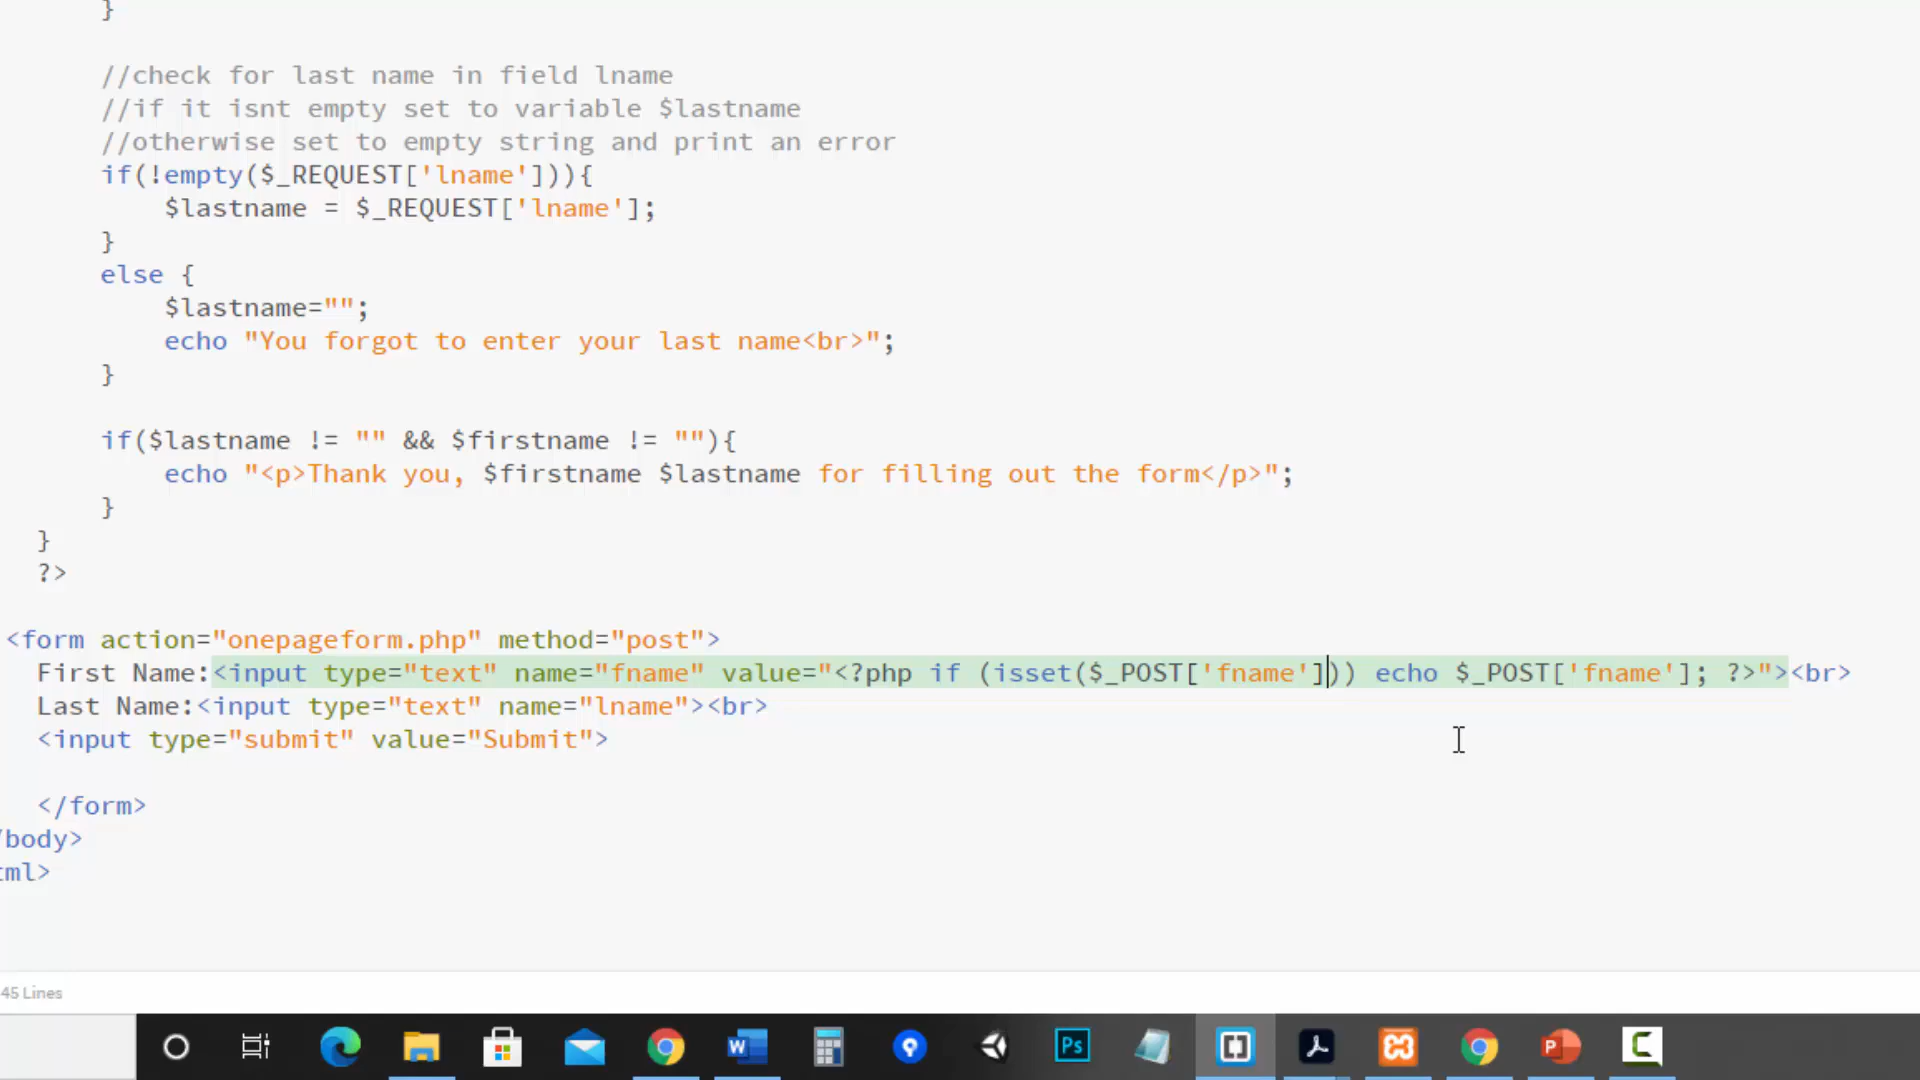 }
//check for last name in field lname
//if it isnt empty set to variable $lastname
//otherwise set to empty string and print an error
if(!empty($_REQUEST['lname'])){
$lastname = $_REQUEST['lname'];
}
else {
$lastname="";
echo "You forgot to enter your last name<br>";
}
if($lastname != "" && $firstname != ""){
echo "<p>Thank you, $firstname $lastname for filling out the form</p>";
}
}
?>
<form action="onepageform.php" method="post">
First Name:<input type="text" name="fname" value="<?php if (isset($_POST['fname'])) echo $_POST['fname']; ?>"><br>
Last Name:<input type="text" name="lname"><br>
<input type="submit" value="Submit">
</form>
/body>
tml>
45 Lines
W Ps P C